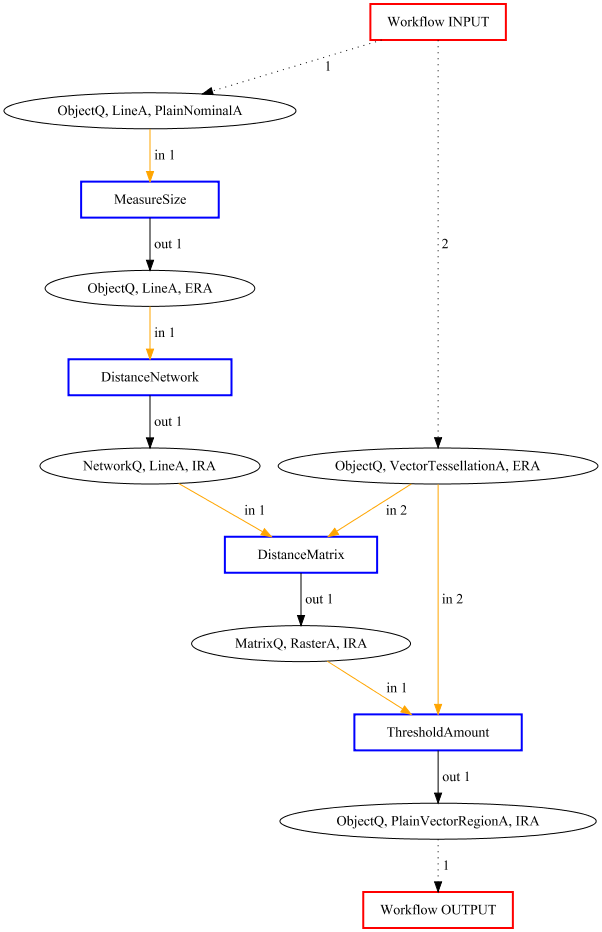 Workflow INPUT
1
ObjectQ, LineA, PlainNominalA
in 1
MeasureSize
out 1
2
ObjectQ, LineA, ERA
in 1
DistanceNetwork
out 1
NetworkQ, LineA, IRA
ObjectQ, VectorTessellationA, ERA
in 1
in 2
DistanceMatrix
out 1
in 2
MatrixQ, RasterA, IRA
in 1
ThresholdAmount
out 1
ObjectQ, PlainVectorRegionA, IRA
1
Workflow OUTPUT